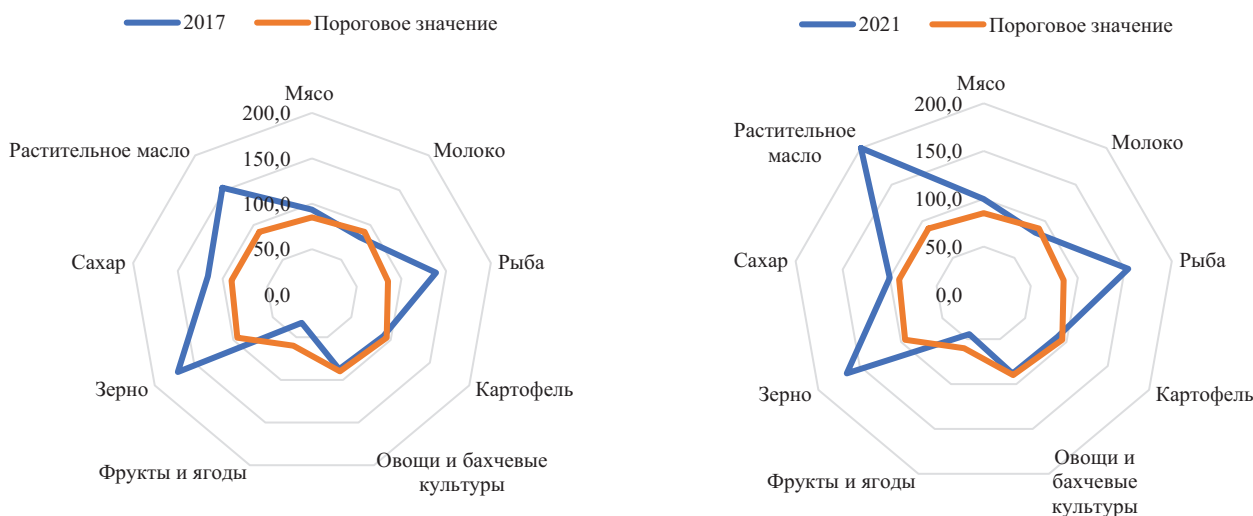 2017
Пороговое значение
Мясо
200,0
150,0
100,0
50,0
0,0
Молоко
Рыба
Картофель
Овощи и бахчевые
культуры
Фрукты и ягоды
Зерно
Сахар
Растительное масло
2021
Пороговое значение
Мясо
200,0
150,0
100,0
50,0
0,0
Молоко
Рыба
Картофель
Овощи и
бахчевые
культуры
Фрукты и ягоды
Зерно
Сахар
Растительное
масло